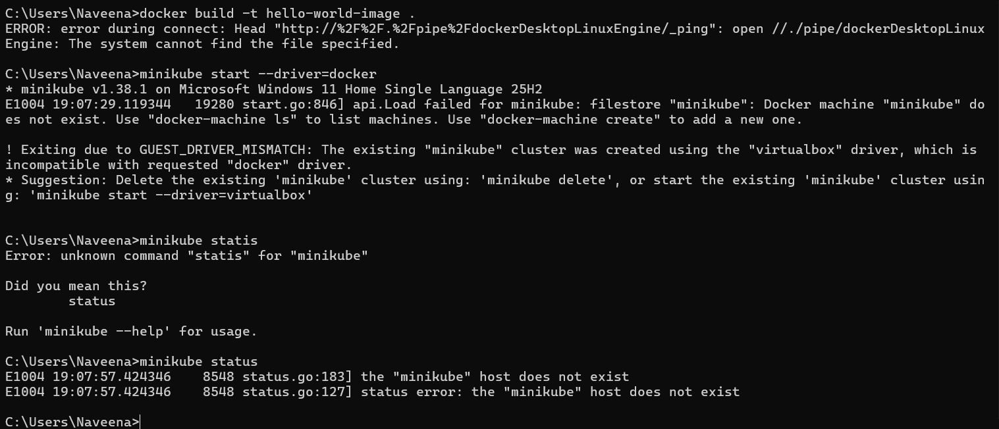 C:\Users\Naveena>docker build -t hello-world-image .
ERROR: error during connect: Head "http://%2F%2F.%2Fpipe%2FdockerDesktopLinuxEngine/_ping": open //./pipe/dockerDesktopLinux
Engine: The system cannot find the file specified.
C:\Users\Naveena>minikube start --driver=docker
* minikube v1.38.1 on Microsoft Windows 11 Home Single Language 25H2
E1004 19:07:29.119344   19280 start.go:846] api.Load failed for minikube: filestore "minikube": Docker machine "minikube" do
es not exist. Use "docker-machine ls" to list machines. Use "docker-machine create" to add a new one.
! Exiting due to GUEST_DRIVER_MISMATCH: The existing "minikube" cluster was created using the "virtualbox" driver, which is
incompatible with requested "docker" driver.
* Suggestion: Delete the existing 'minikube' cluster using: 'minikube delete', or start the existing 'minikube' cluster usin
g: 'minikube start --driver=virtualbox'
C:\Users\Naveena>minikube statis
Error: unknown command "statis" for "minikube"
Did you mean this?
        status
Run 'minikube --help' for usage.
C:\Users\Naveena>minikube status
E1004 19:07:57.424346    8548 status.go:183] the "minikube" host does not exist
E1004 19:07:57.424346    8548 status.go:127] status error: the "minikube" host does not exist
C:\Users\Naveena>